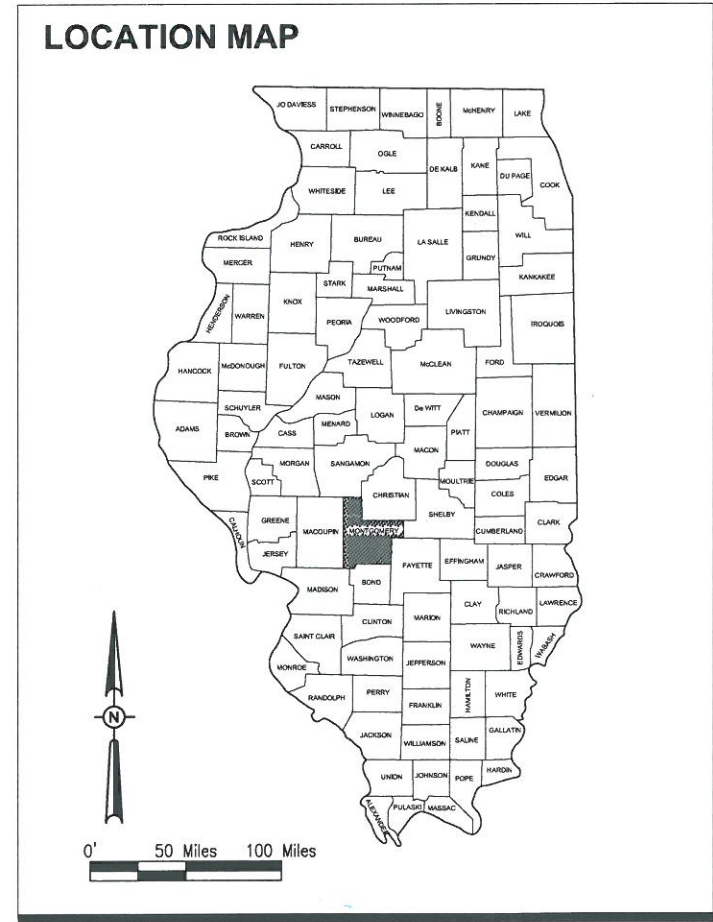 LOCATION MAP
JO DAVIESS
STEPHENSON
WINNEBAGO
BOONE
McHENRY
LAKE
CARROLL
OGLE
DE KALB
KANE
DU PAGE
COOK
WHITESIDE
LEE
KENDALL
WILL
ROCK ISLAND
HENRY
BUREAU
LA SALLE
GRUNDY
MERCER
PUTNAM
KANKAKEE
STARK
MARSHALL
HENDERSON
WARREN
KNOX
PEORIA
WOODFORD
LIVINGSTON
IROQUOIS
HANCOCK
McDONOUGH
FULTON
TAZEWELL
McCLEAN
FORD
MASON
SCHUYLER
LOGAN
De WITT
CHAMPAIGN
VERMILION
ADAMS
BROWN
CASS
MENARD
PIATT
MACON
PIKE
SCOTT
MORGAN
SANGAMON
DOUGLAS
EDGAR
MOULTRIE
CHRISTIAN
COLES
CALHOUN
GREENE
MACOUPIN
MONTGOMERY
SHELBY
CUMBERLAND
CLARK
JERSEY
FAYETTE
EFFINGHAM
JASPER
CRAWFORD
MADISON
BOND
CLAY
RICHLAND
LAWRENCE
CLINTON
MARION
SAINT CLAIR
WAYNE
EDWARDS
WABASH
WASHINGTON
JEFFERSON
MONROE
RANDOLPH
PERRY
FRANKLIN
HAMILTON
WHITE
JACKSON
WILLIAMSON
SALINE
GALLATIN
UNION
JOHNSON
POPE
HARDIN
ALEXANDER
PULASKI
MASSAC
N
0' 50 Miles 100 Miles